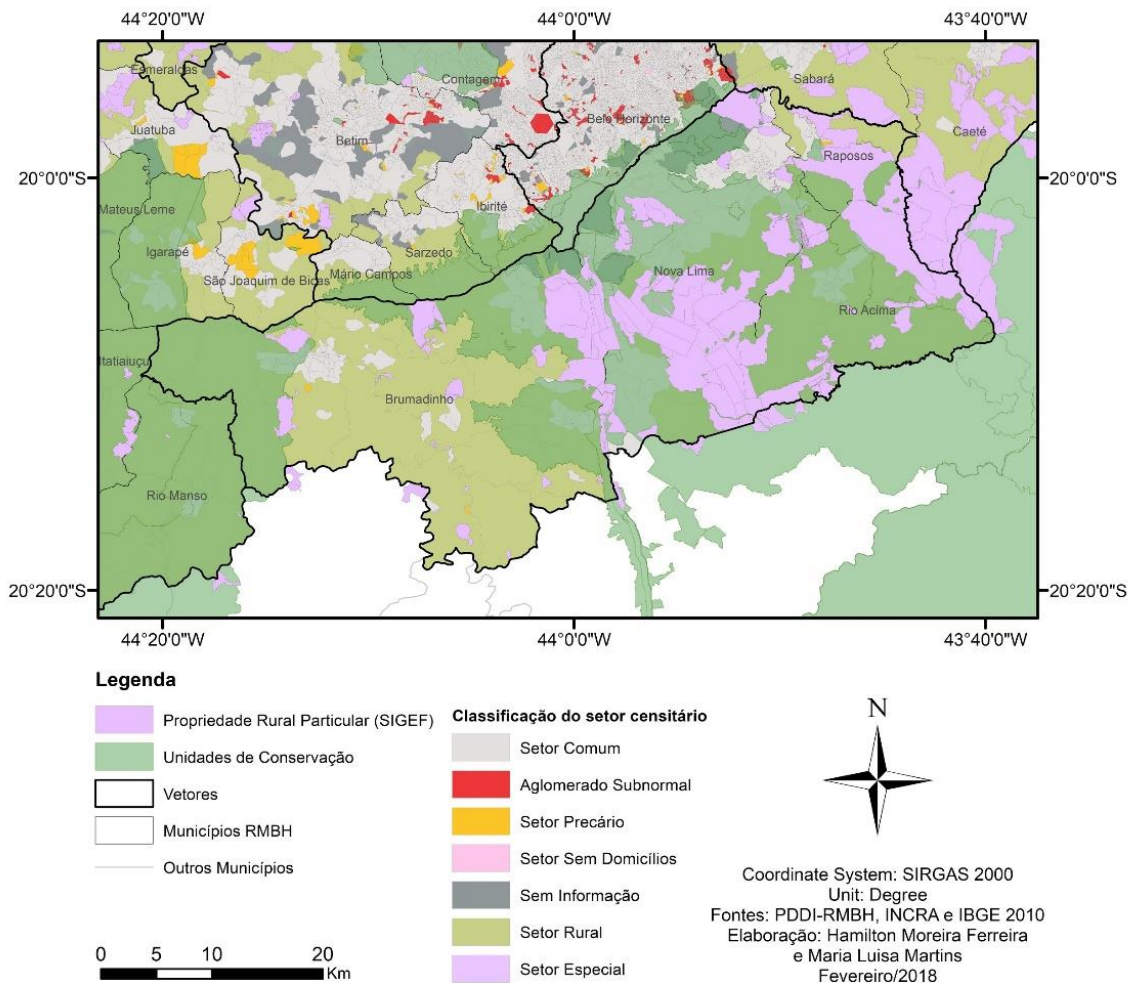 44°20'0"W 44°0'0"W 43°40'0"W
Esmeraldas
Contagem
Sabará
Juatuba
Betim
Belo Horizonte
Caeté
Raposos
20°0'0"S 20°0'0"S
Mateus Leme
Ibirité
Igarapé
Sarzedo
São Joaquim de Bicas
Mário Campos
Nova Lima
Rio Acima
Itatiaiuçu
Brumadinho
Rio Manso
20°20'0"S 20°20'0"S
44°20'0"W 44°0'0"W 43°40'0"W
Legenda
Propriedade Rural Particular (SIGEF)
Unidades de Conservação
Vetores
Municípios RMBH
Outros Municípios
0 5 10 20
Km
Classificação do setor censitário
Setor Comum
Aglomerado Subnormal
Setor Precário
Setor Sem Domicílios
Sem Informação
Setor Rural
Setor Especial
N
Coordinate System: SIRGAS 2000
Unit: Degree
Fontes: PDDI-RMBH, INCRA e IBGE 2010
Elaboração: Hamilton Moreira Ferreira
e Maria Luisa Martins
Fevereiro/2018